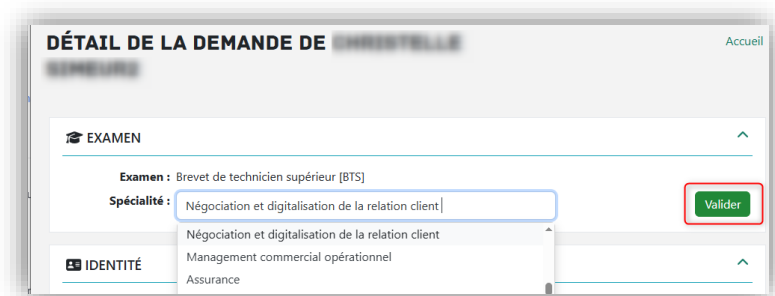 DÉTAIL DE LA DEMANDE DE
Accueil
EXAMEN
Examen : Brevet de technicien supérieur [BTS]
Spécialité : Négociation et digitalisation de la relation client
Valider
Négociation et digitalisation de la relation client
Management commercial opérationnel
IDENTITÉ
Assurance